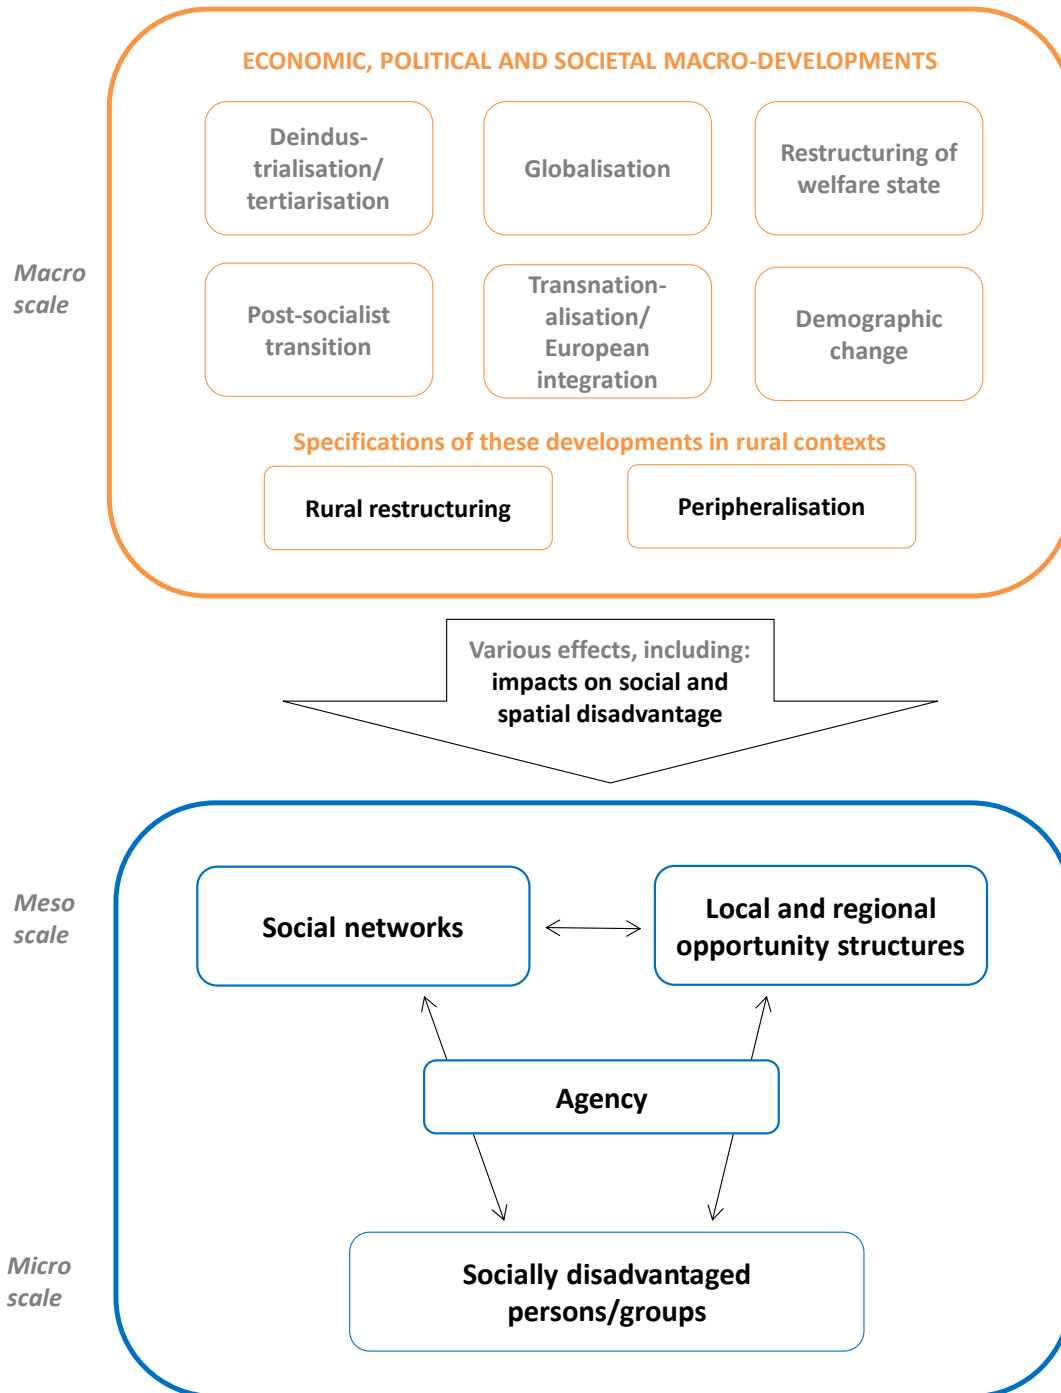 ECONOMIC, POLITICAL AND SOCIETAL MACRO-DEVELOPMENTS
Deindus-
trialisation/
tertiarisation
Globalisation
Restructuring of
welfare state
Macro
scale
Post-socialist
transition
Transnation-
alisation/
European
integration
Demographic
change
Specifications of these developments in rural contexts
Rural restructuring
Peripheralisation
Various effects, including:
impacts on social and
spatial disadvantage
Meso
scale
Social networks
Local and regional
opportunity structures
Agency
Micro
scale
Socially disadvantaged
persons/groups